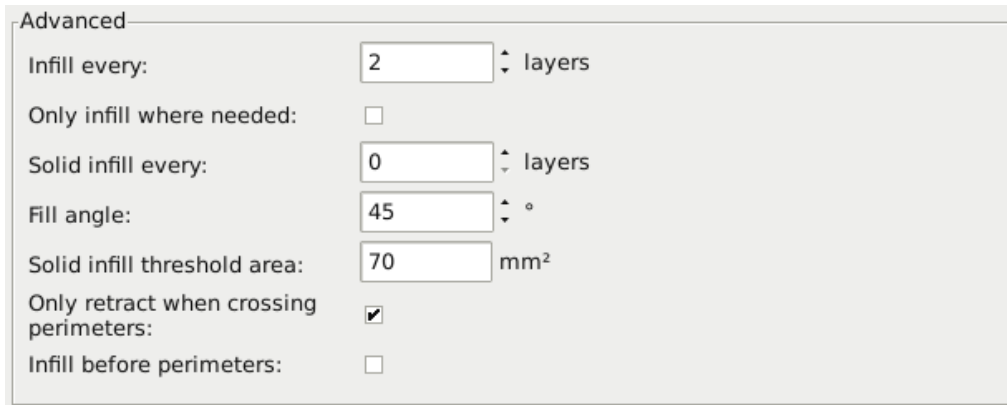 Advanced
Infill every: 2 layers
Only infill where needed:
Solid infill every: 0 layers
Fill angle: 45 °
Solid infill threshold area: 70 mm²
Only retract when crossing
perimeters:
Infill before perimeters: